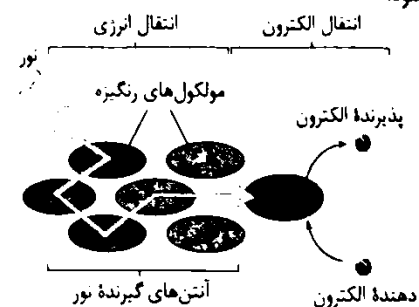 انتقال الکترون
انتقال انرژی
نور
مولکول‌های رنگیزه
پذیرندهٔ الکترون
آنتن‌های گیرندهٔ نور
دهندهٔ الکترون